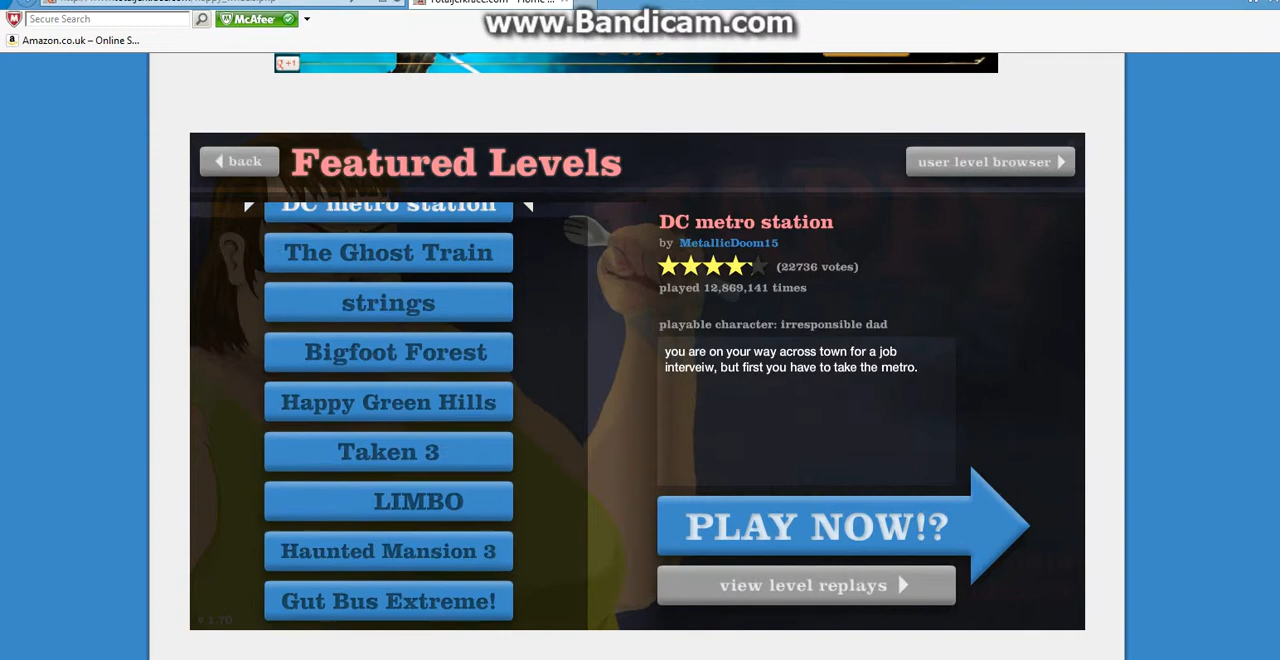 www.Bandicam.com
Secure Search
McAfee
Amazon.co.uk – Online S...
+1
back
Featured Levels
user level browser
DC metro station
The Ghost Train
strings
Bigfoot Forest
Happy Green Hills
Taken 3
LIMBO
Haunted Mansion 3
Gut Bus Extreme!
v 1.70
DC metro station
by MetallicDoom15
(22736 votes)
played 12,869,141 times
playable character: irresponsible dad
you are on your way across town for a job
interveiw, but first you have to take the metro.
PLAY NOW!?
view level replays